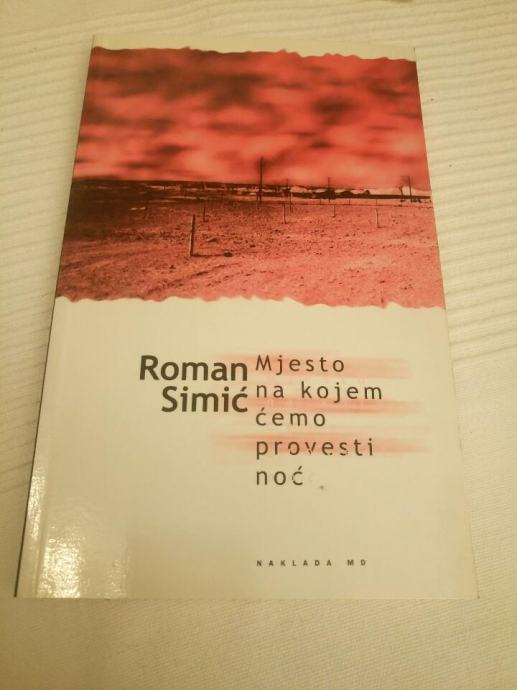 Roman
Simić
Mjesto
na kojem
ćemo
provesti
noć
NAKLADA MD